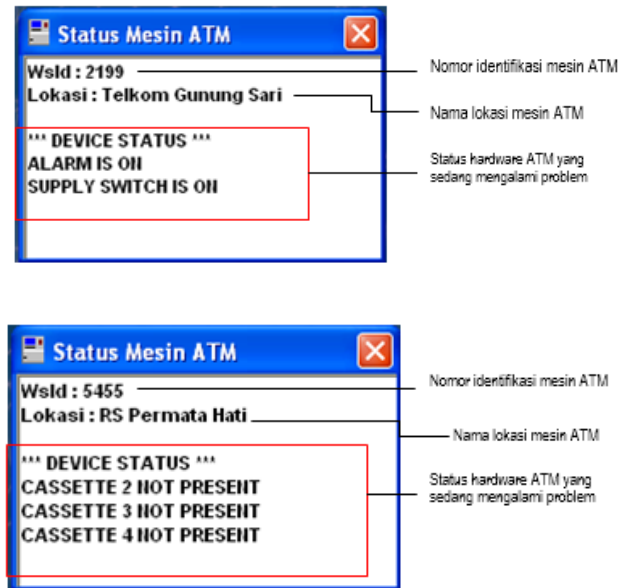 Status Mesin ATM
WsId : 2199
Nomor identifikasi mesin ATM
Lokasi : Telkom Gunung Sari
Nama lokasi mesin ATM
*** DEVICE STATUS ***
ALARM IS ON
SUPPLY SWITCH IS ON
Status hardware ATM yang
sedang mengalami problem
Status Mesin ATM
WsId : 5455
Nomor identifikasi mesin ATM
Lokasi : RS Permata Hati
Nama lokasi mesin ATM
*** DEVICE STATUS ***
CASSETTE 2 NOT PRESENT
CASSETTE 3 NOT PRESENT
CASSETTE 4 NOT PRESENT
Status hardware ATM yang
sedang mengalami problem